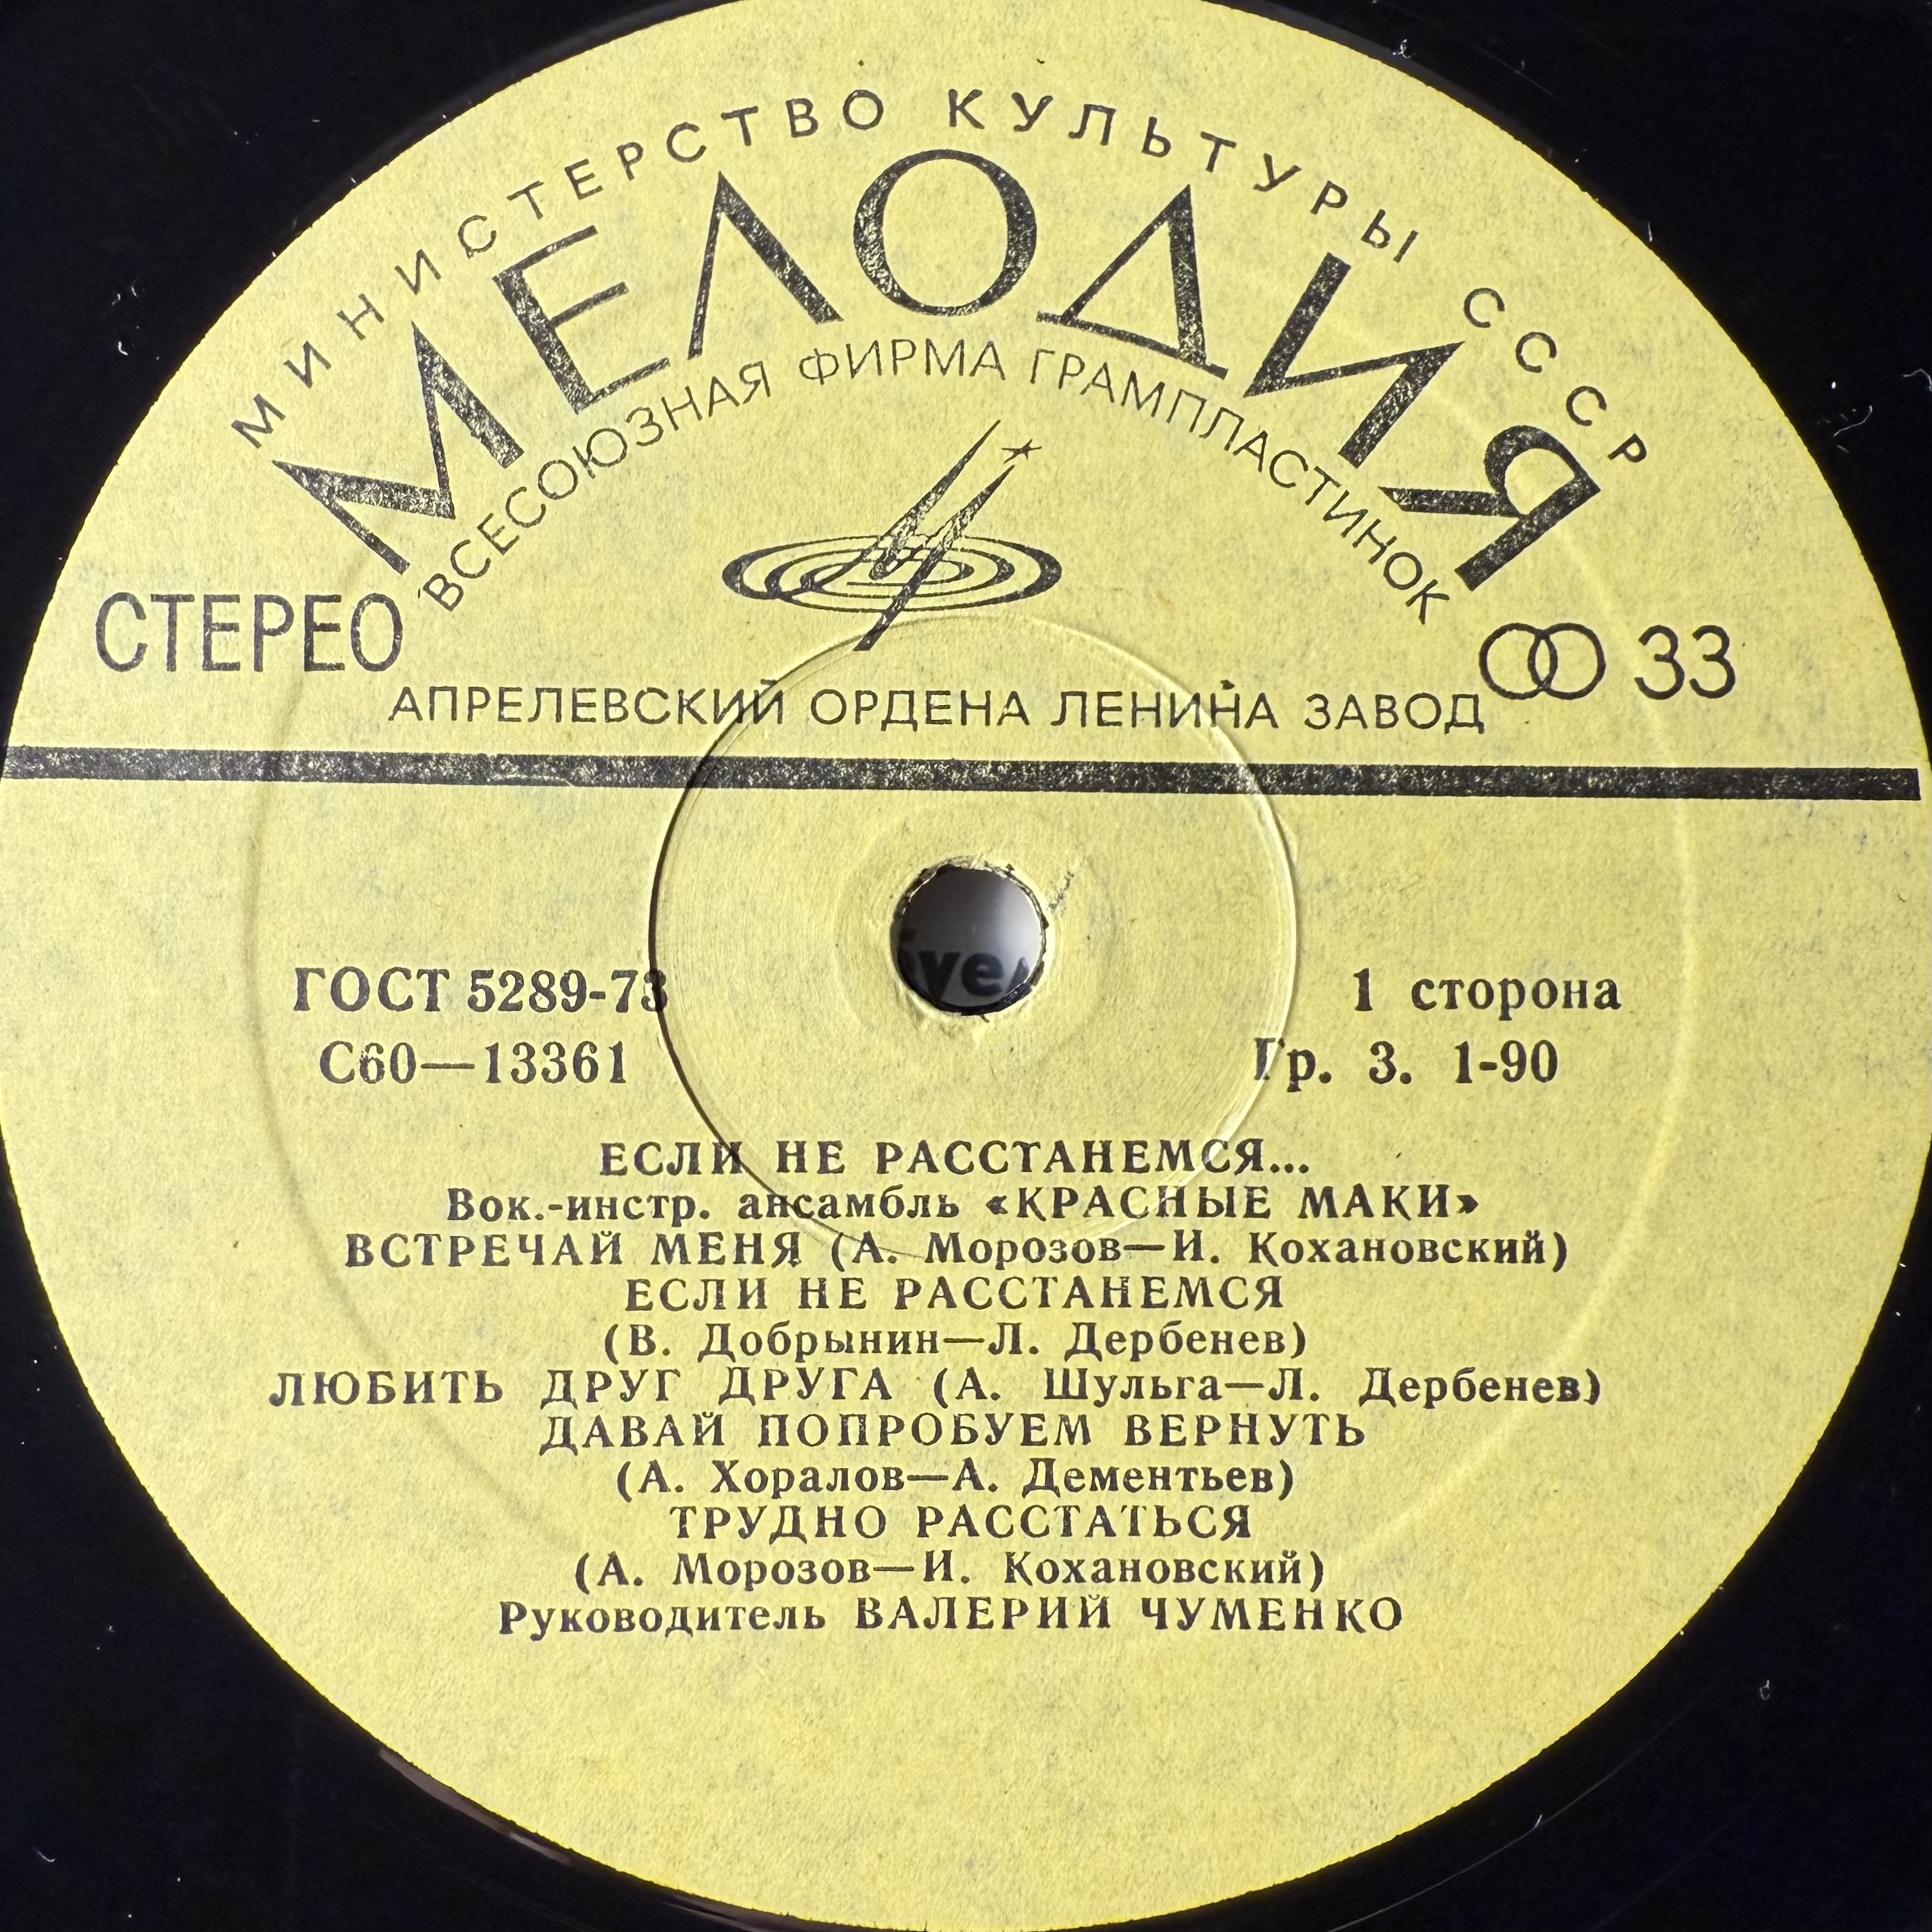 МИНИСТЕРСТВО КУЛЬТУРЫ СССР
МЕЛОДИЯ
ВСЕСОЮЗНАЯ ФИРМА ГРАМПЛАСТИНОК
СТЕРЕО
33
АПРЕЛЕВСКИЙ ОРДЕНА ЛЕНИНА ЗАВОД
ГОСТ 5289-73
1 сторона
С60—13361
Гр. 3. 1-90
ЕСЛИ НЕ РАССТАНЕМСЯ...
Вок.-инстр. ансамбль «КРАСНЫЕ МАКИ»
ВСТРЕЧАЙ МЕНЯ (А. Морозов—И. Кохановский)
ЕСЛИ НЕ РАССТАНЕМСЯ
(В. Добрынин—Л. Дербенев)
ЛЮБИТЬ ДРУГ ДРУГА (А. Шульга—Л. Дербенев)
ДАВАЙ ПОПРОБУЕМ ВЕРНУТЬ
(А. Хоралов—А. Дементьев)
ТРУДНО РАССТАТЬСЯ
(А. Морозов—И. Кохановский)
Руководитель ВАЛЕРИЙ ЧУМЕНКО